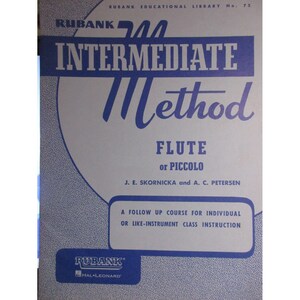 RUBANK EDUCATIONAL LIBRARY No. 75
RUBANK
INTERMEDIATE
Method
FLUTE
or PICCOLO
J. E. SKORNICKA and A. C. PETERSEN
A FOLLOW UP COURSE FOR INDIVIDUAL
OR LIKE-INSTRUMENT CLASS INSTRUCTION
RUBANK
HAL•LEONARD